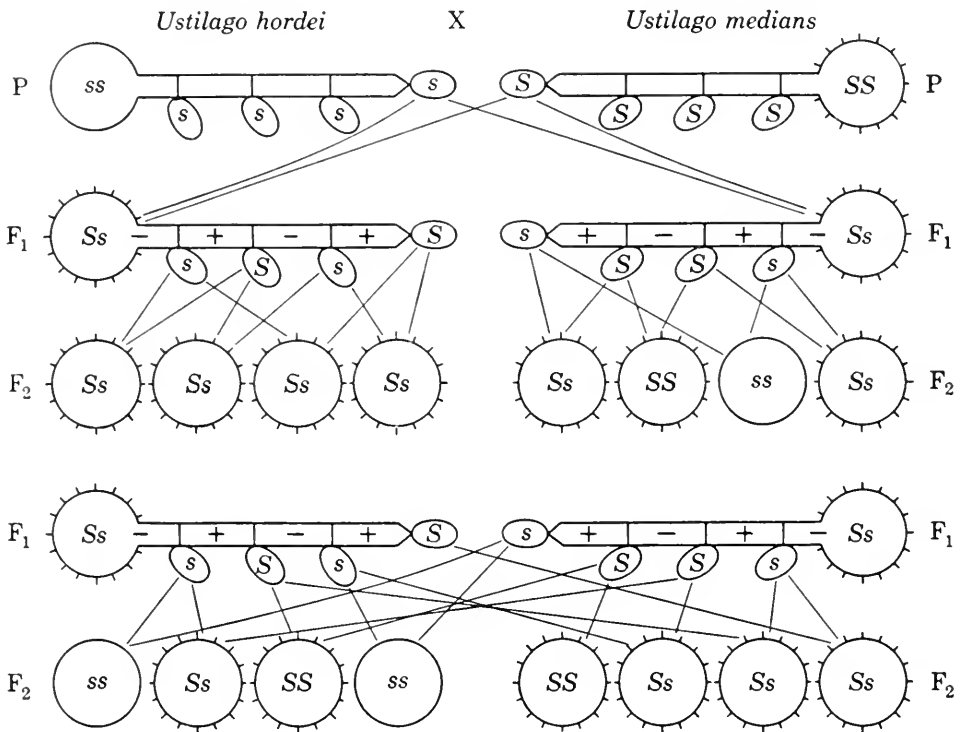 Ustilago hordei X Ustilago medians
P ss s S SS P
s s s S S S
F1 Ss - + - + S s + - + - Ss F1
s S s S S s
F2 Ss Ss Ss Ss Ss SS ss Ss F2
F1 Ss - + - + S s + - + - Ss F1
s S s S S s
F2 ss Ss SS ss SS Ss Ss Ss F2